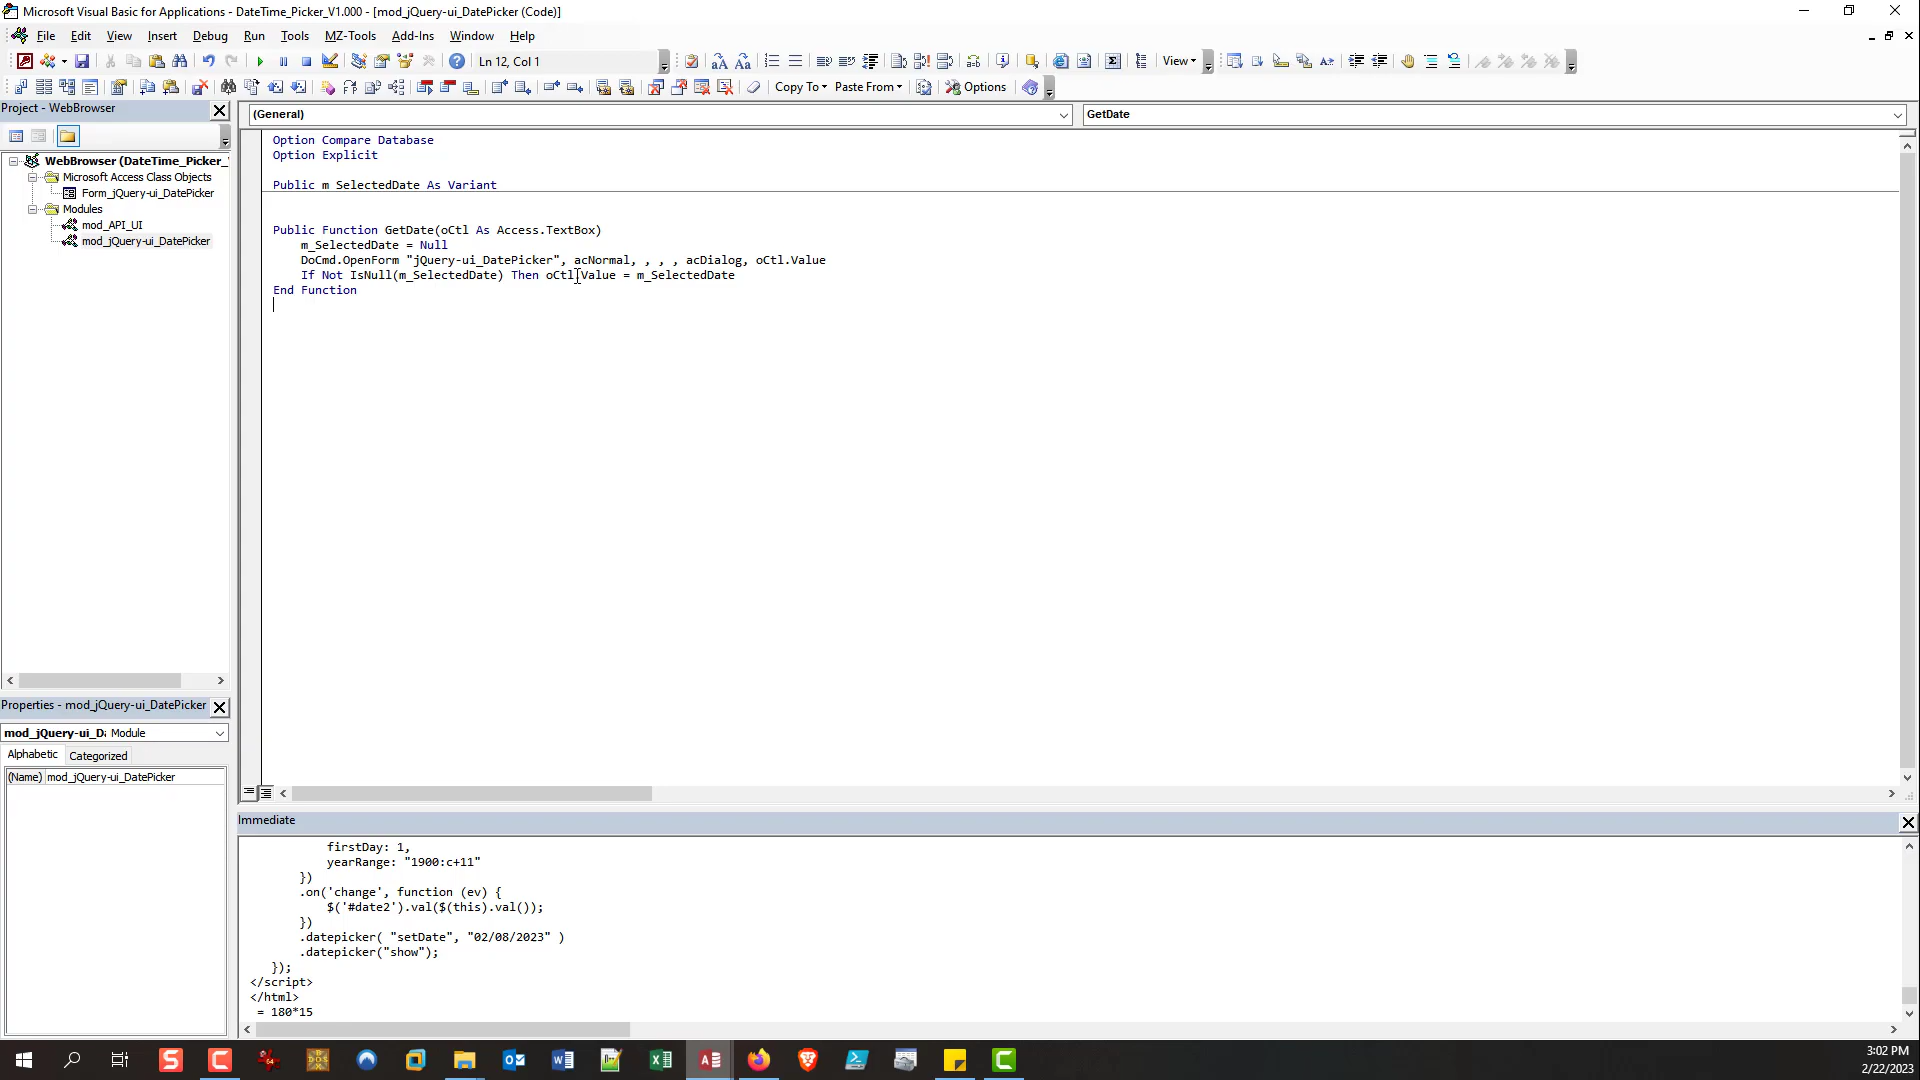 Microsoft Visual Basic for Applications - DateTime_Picker_V1.000 - [mod_jQuery-ui_DatePicker (Code)]
File Edit View Insert Debug Run Tools MZ-Tools Add-Ins Window Help
Ln 12, Col 1
View
Copy To Paste From Options
Project - WebBrowser
WebBrowser (DateTime_Picker_
Microsoft Access Class Objects
Form_jQuery-ui_DatePicker
Modules
mod_API_UI
mod_jQuery-ui_DatePicker
(General)
GetDate
Option Compare Database
Option Explicit
Public m_SelectedDate As Variant
Public Function GetDate(oCtl As Access.TextBox)
m_SelectedDate = Null
DoCmd.OpenForm "jQuery-ui_DatePicker", acNormal, , , , acDialog, oCtl.Value
If Not IsNull(m_SelectedDate) Then oCtl.Value = m_SelectedDate
End Function
Properties - mod_jQuery-ui_DatePicker
mod_jQuery-ui_Da Module
Alphabetic Categorized
(Name) mod_jQuery-ui_DatePicker
Immediate
firstDay: 1,
yearRange: "1900:c+11"
})
.on('change', function (ev) {
$('#date2').val($(this).val());
})
.datepicker( "setDate", "02/08/2023" )
.datepicker("show");
});
</script>
</html>
= 180*15
3:02 PM
2/22/2023